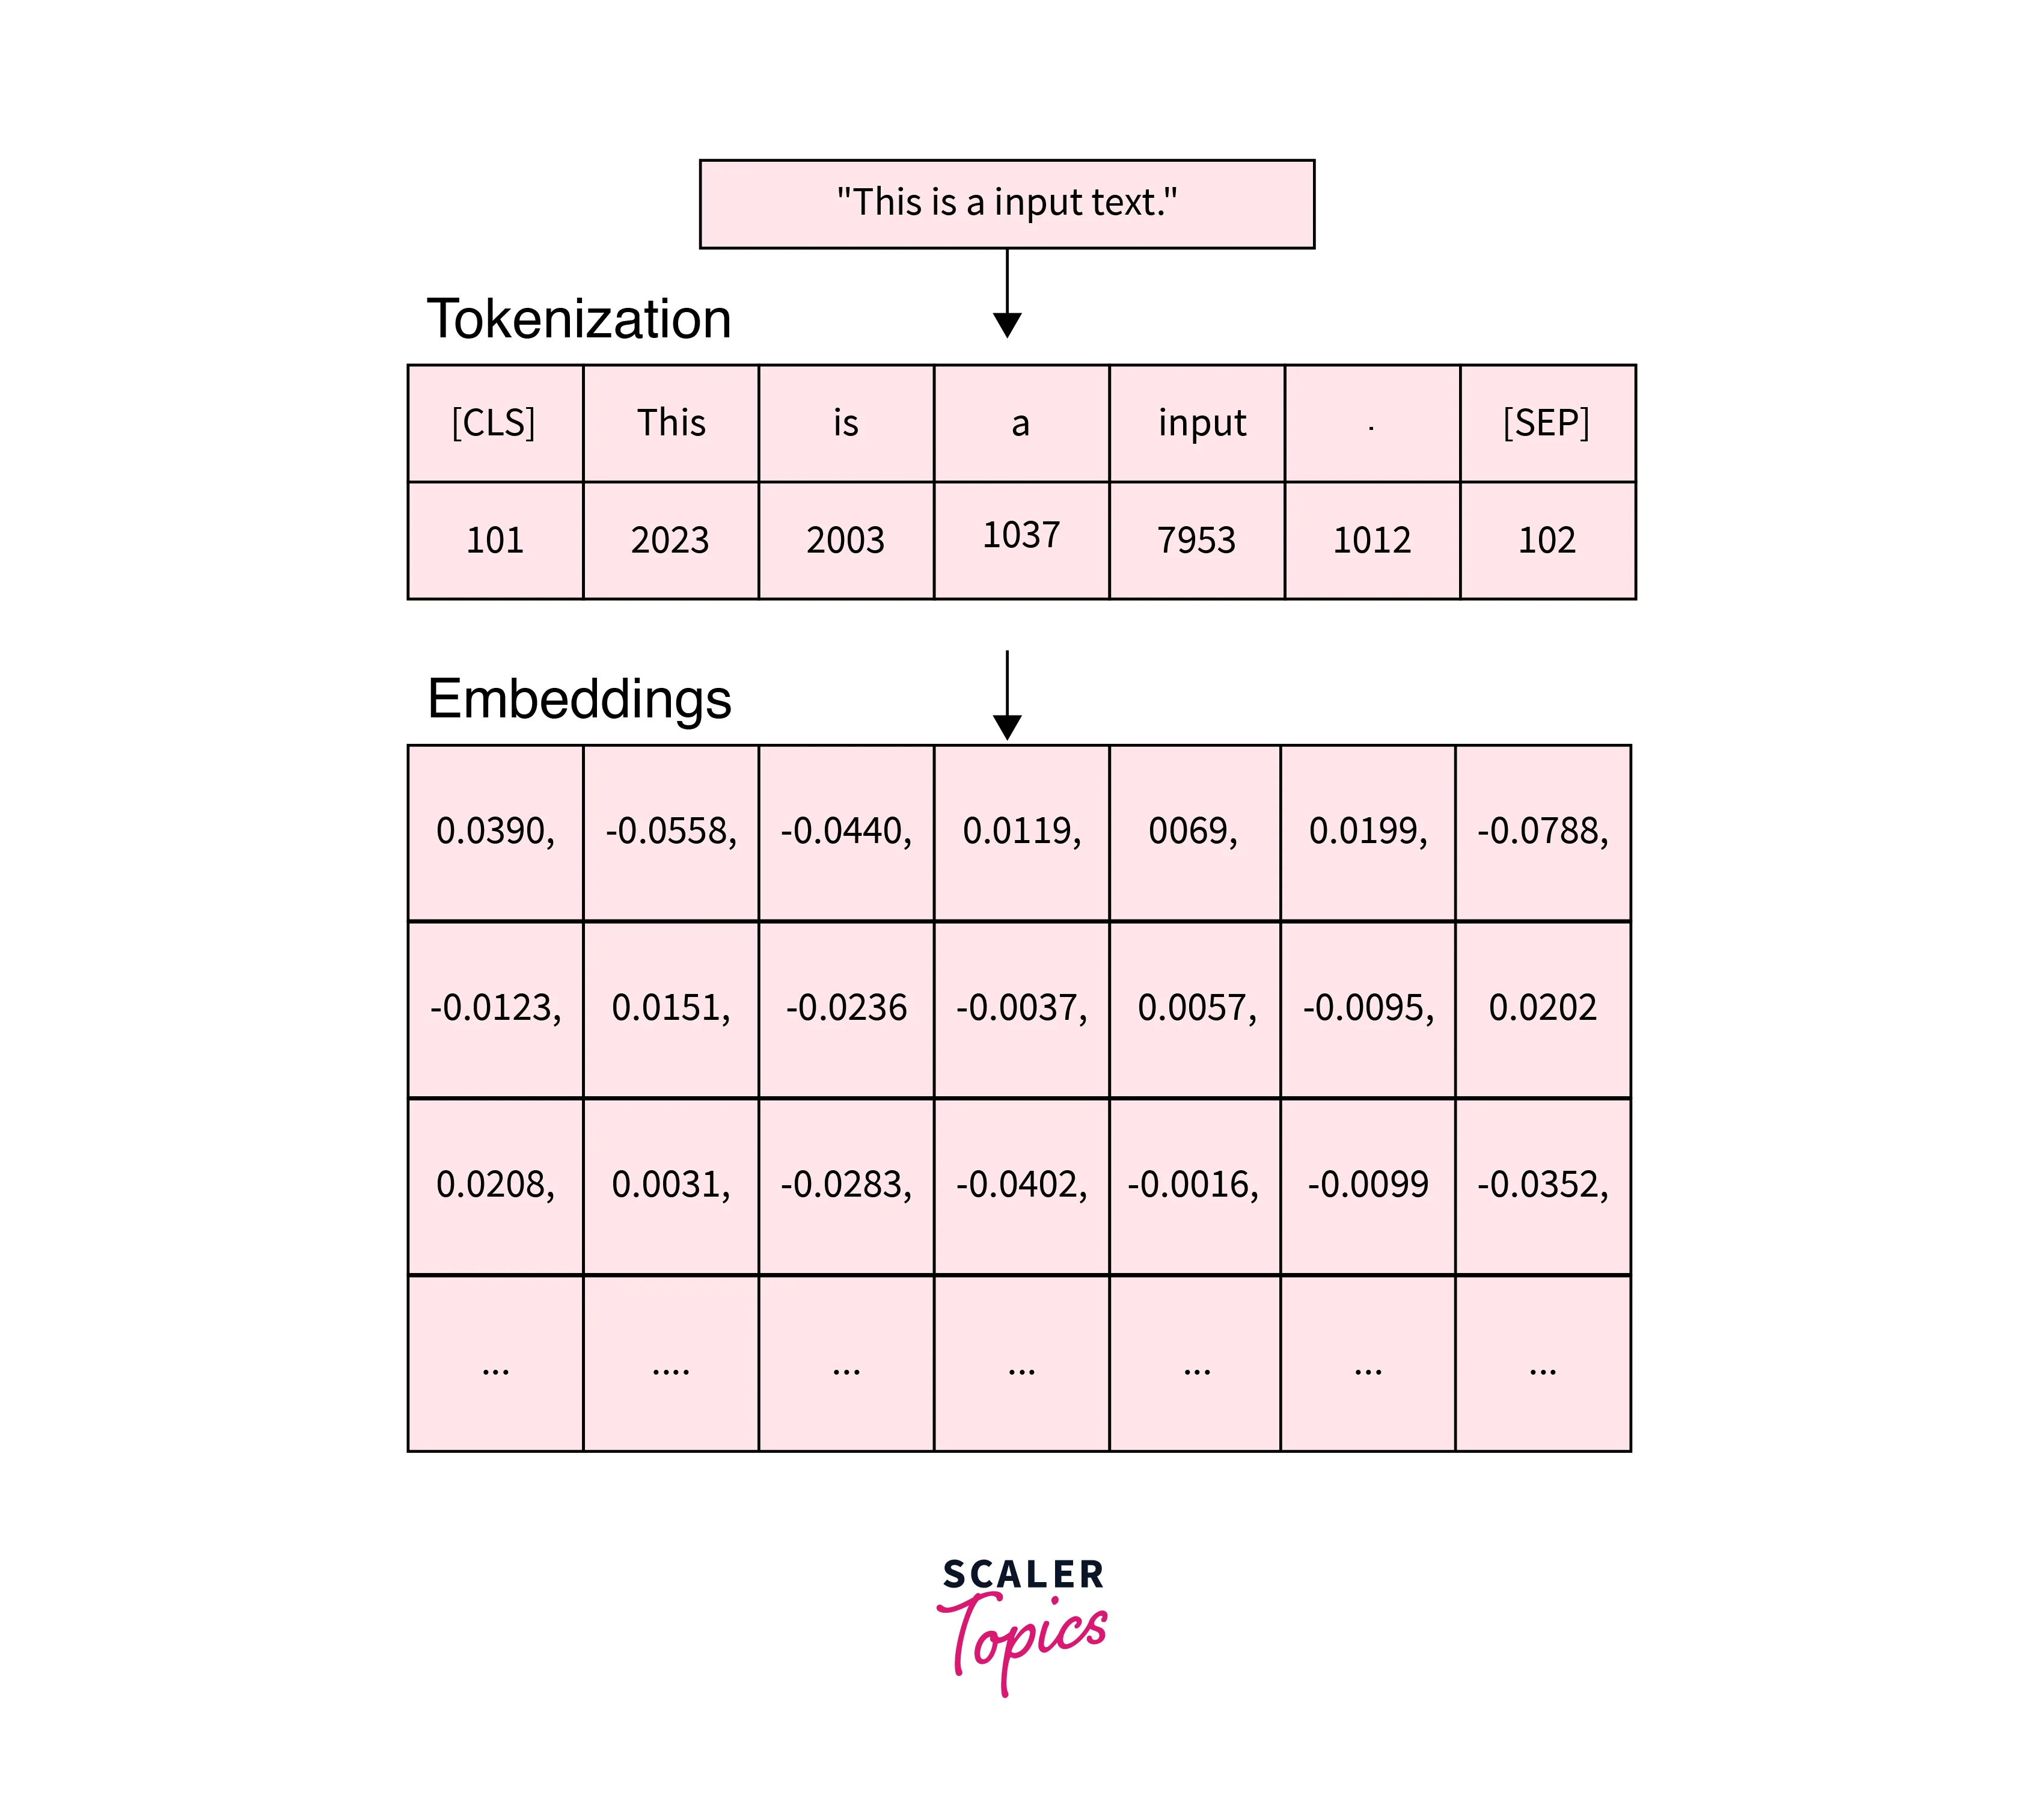 "This is a input text."
Tokenization
[CLS] This is a input . [SEP]
101 2023 2003 1037 7953 1012 102
Embeddings
0.0390, -0.0558, -0.0440, 0.0119, 0069, 0.0199, -0.0788,
-0.0123, 0.0151, -0.0236 -0.0037, 0.0057, -0.0095, 0.0202
0.0208, 0.0031, -0.0283, -0.0402, -0.0016, -0.0099 -0.0352,
... .... ... ... ... ... ...
SCALER
Topics